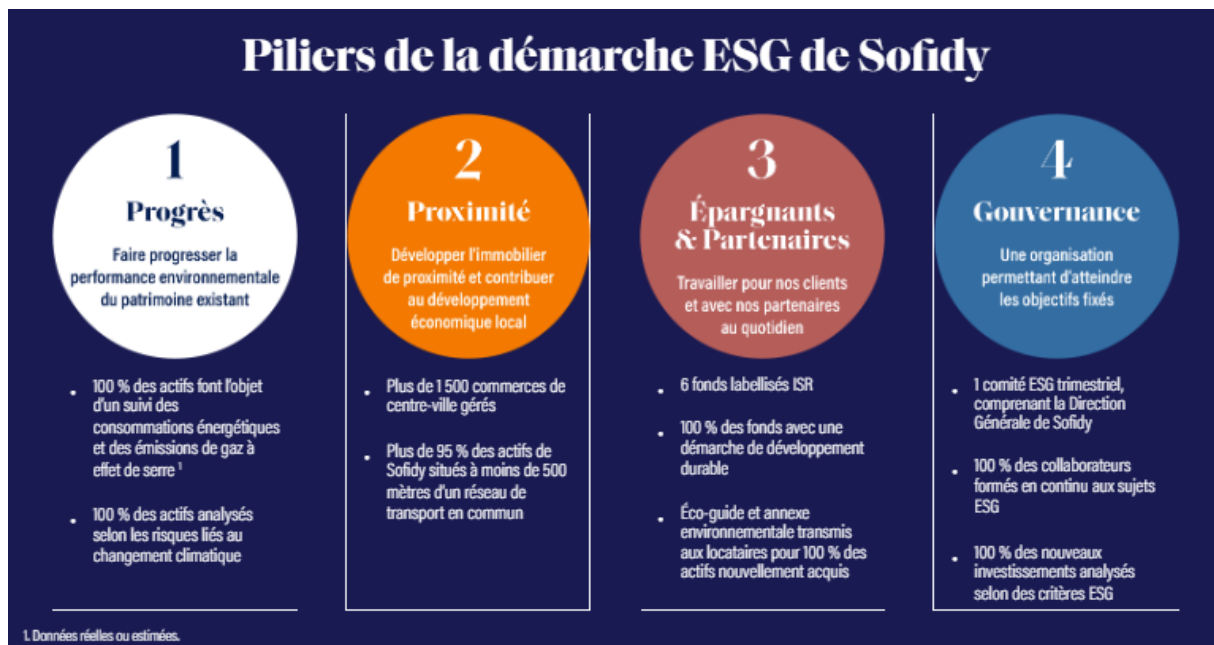 Piliers de la démarche ESG de Sofidy
1
Progrès
Faire progresser la
performance environnementale
du patrimoine existant
• 100 % des actifs font l'objet
d'un suivi des
consommations énergétiques
et des émissions de gaz à
effet de serre ¹
• 100 % des actifs analysés
selon les risques liés au
changement climatique
2
Proximité
Développer l'immobilier
de proximité et contribuer
au développement
économique local
• Plus de 1 500 commerces de
centre-ville gérés
• Plus de 95 % des actifs de
Sofidy situés à moins de 500
mètres d'un réseau de
transport en commun
3
Épargnants
& Partenaires
Travailler pour nos clients
et avec nos partenaires
au quotidien
• 6 fonds labellisés ISR
• 100 % des fonds avec une
démarche de développement
durable
• Éco-guide et annexe
environnementale transmis
aux locataires pour 100 % des
actifs nouvellement acquis
4
Gouvernance
Une organisation
permettant d'atteindre
les objectifs fixés
• 1 comité ESG trimestriel,
comprenant la Direction
Générale de Sofidy
• 100 % des collaborateurs
formés en continu aux sujets
ESG
• 100 % des nouveaux
investissements analysés
selon des critères ESG
1. Données réelles ou estimées.